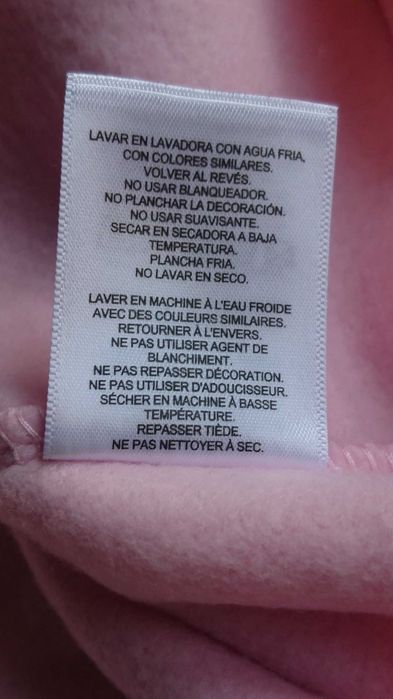 LAVAR EN LAVADORA CON AGUA FRIA,
CON COLORES SIMILARES.
VOLVER AL REVÉS.
NO USAR BLANQUEADOR.
NO PLANCHAR LA DECORACIÓN.
NO USAR SUAVISANTE.
SECAR EN SECADORA A BAJA
TEMPERATURA.
PLANCHA FRIA.
NO LAVAR EN SECO.
LAVER EN MACHINE À L'EAU FROIDE
AVEC DES COULEURS SIMILAIRES.
RETOURNER À L'ENVERS.
NE PAS UTILISER AGENT DE
BLANCHIMENT.
NE PAS REPASSER DÉCORATION.
NE PAS UTILISER D'ADOUCISSEUR.
SÉCHER EN MACHINE À BASSE
TEMPÉRATURE.
REPASSER TIÈDE.
NE PAS NETTOYER À SEC.